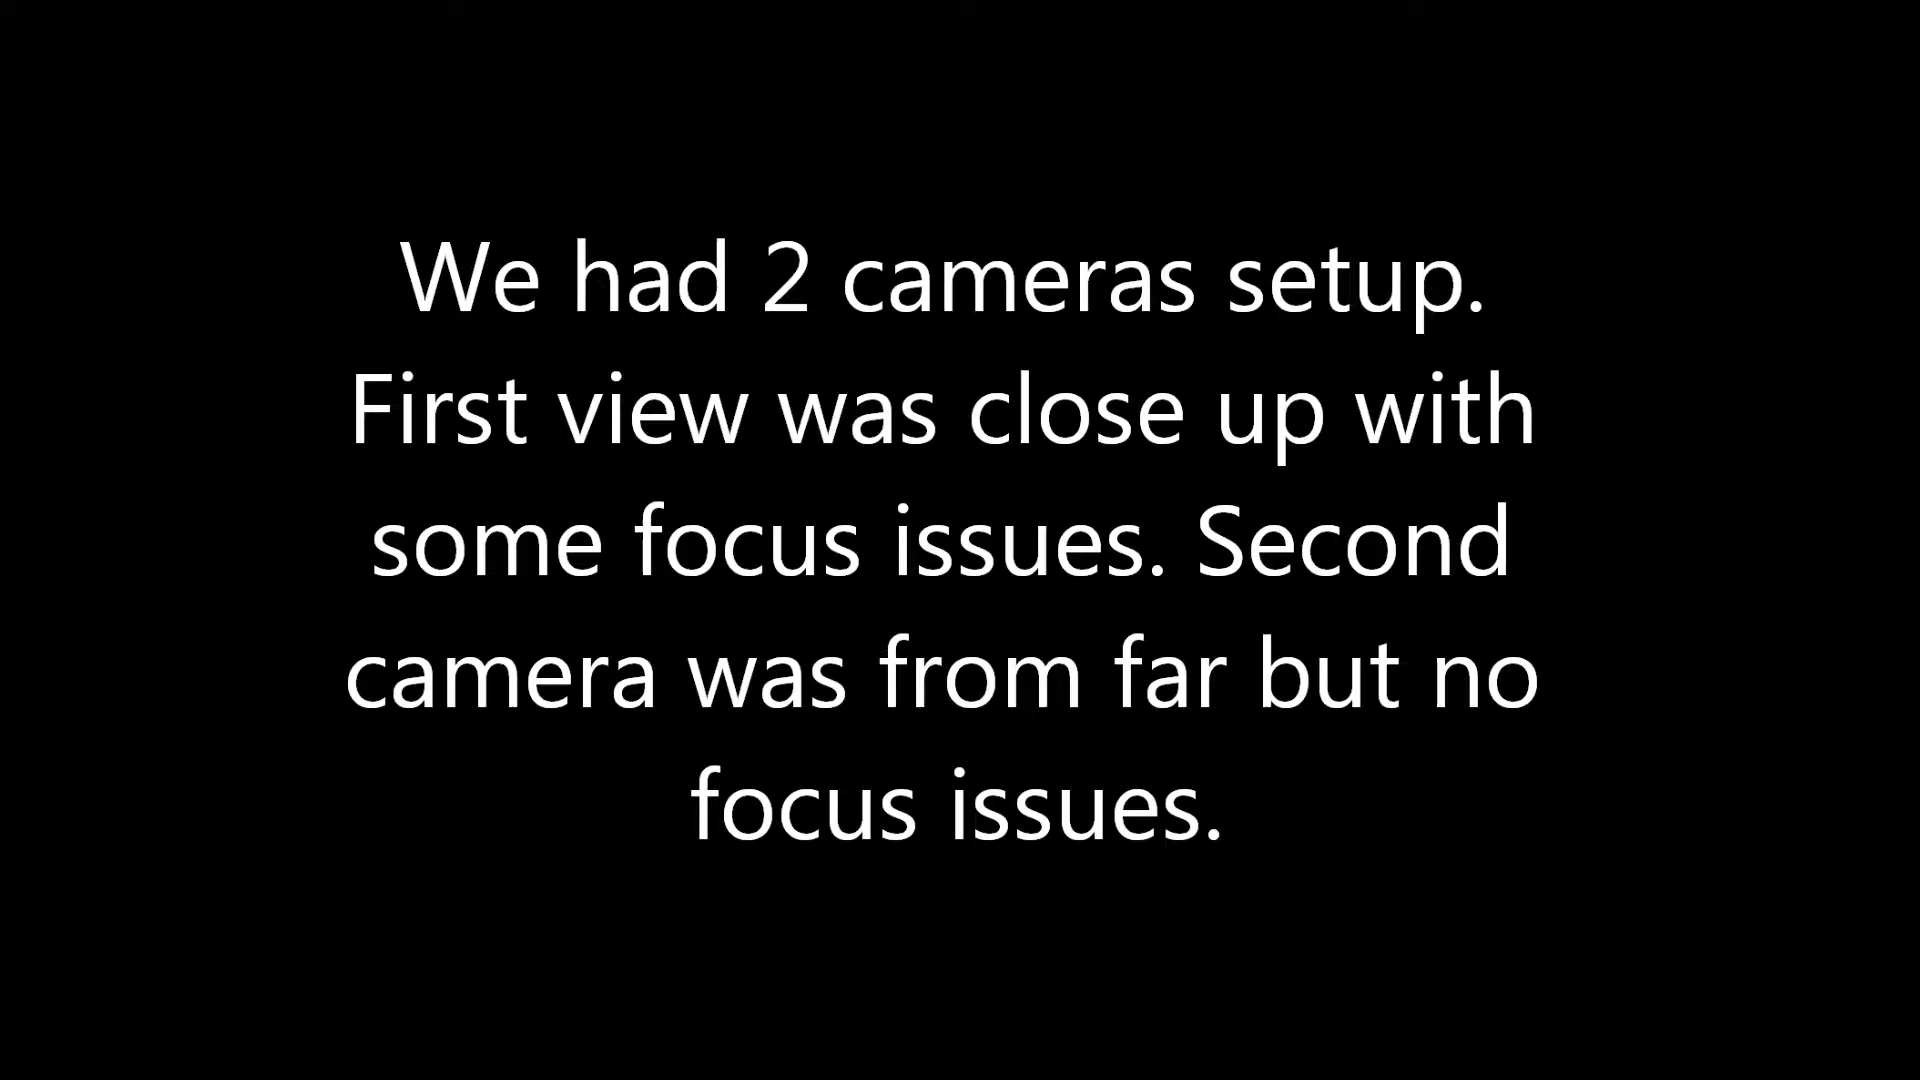 We had 2 cameras setup.
First view was close up with
some focus issues. Second
camera was from far but no
focus issues.